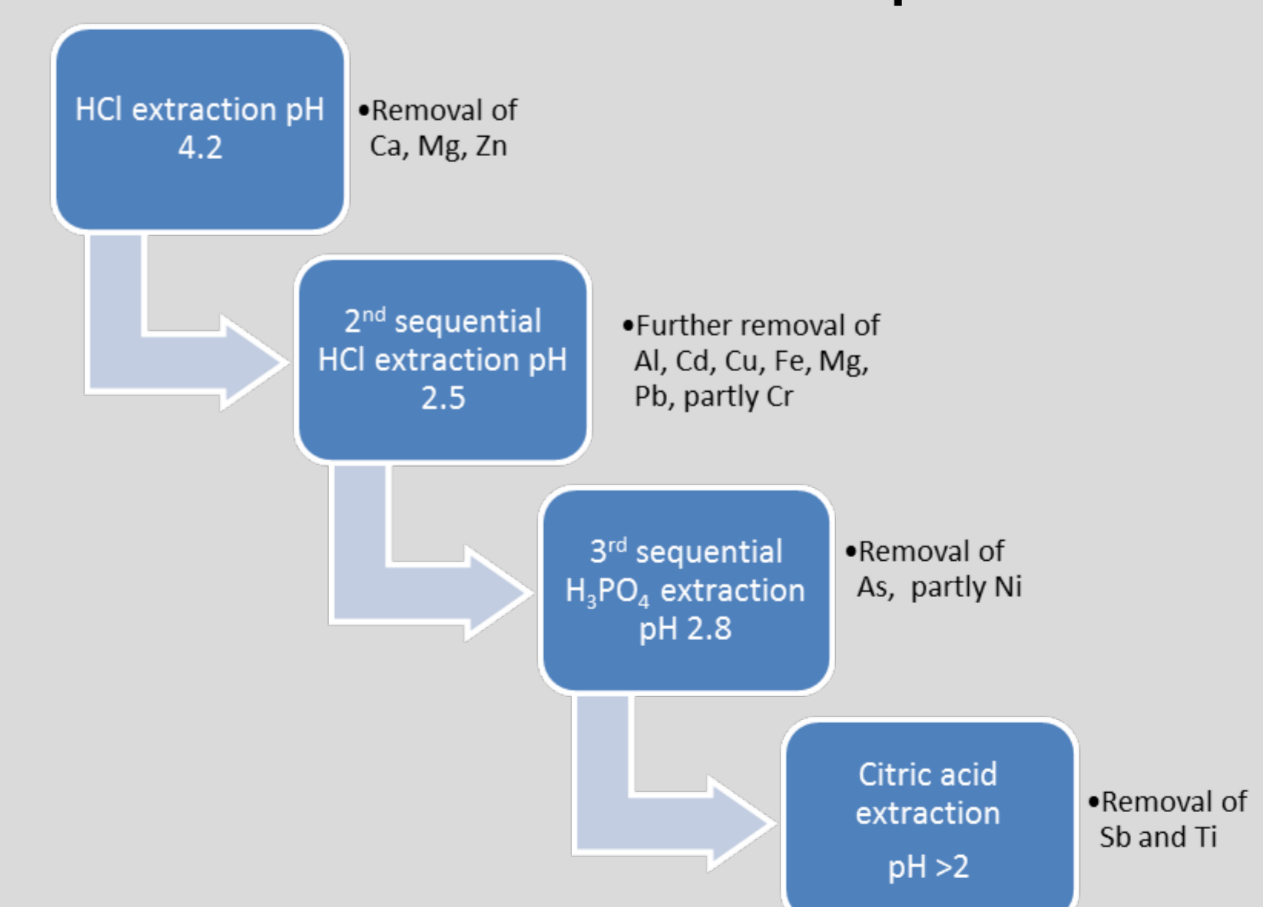 HCl extraction pH
4.2
•Removal of
Ca, Mg, Zn
2nd sequential
HCl extraction pH
2.5
•Further removal of
Al, Cd, Cu, Fe, Mg,
Pb, partly Cr
3rd sequential
H₃PO₄ extraction
pH 2.8
•Removal of
As, partly Ni
Citric acid
extraction
pH >2
•Removal of
Sb and Ti